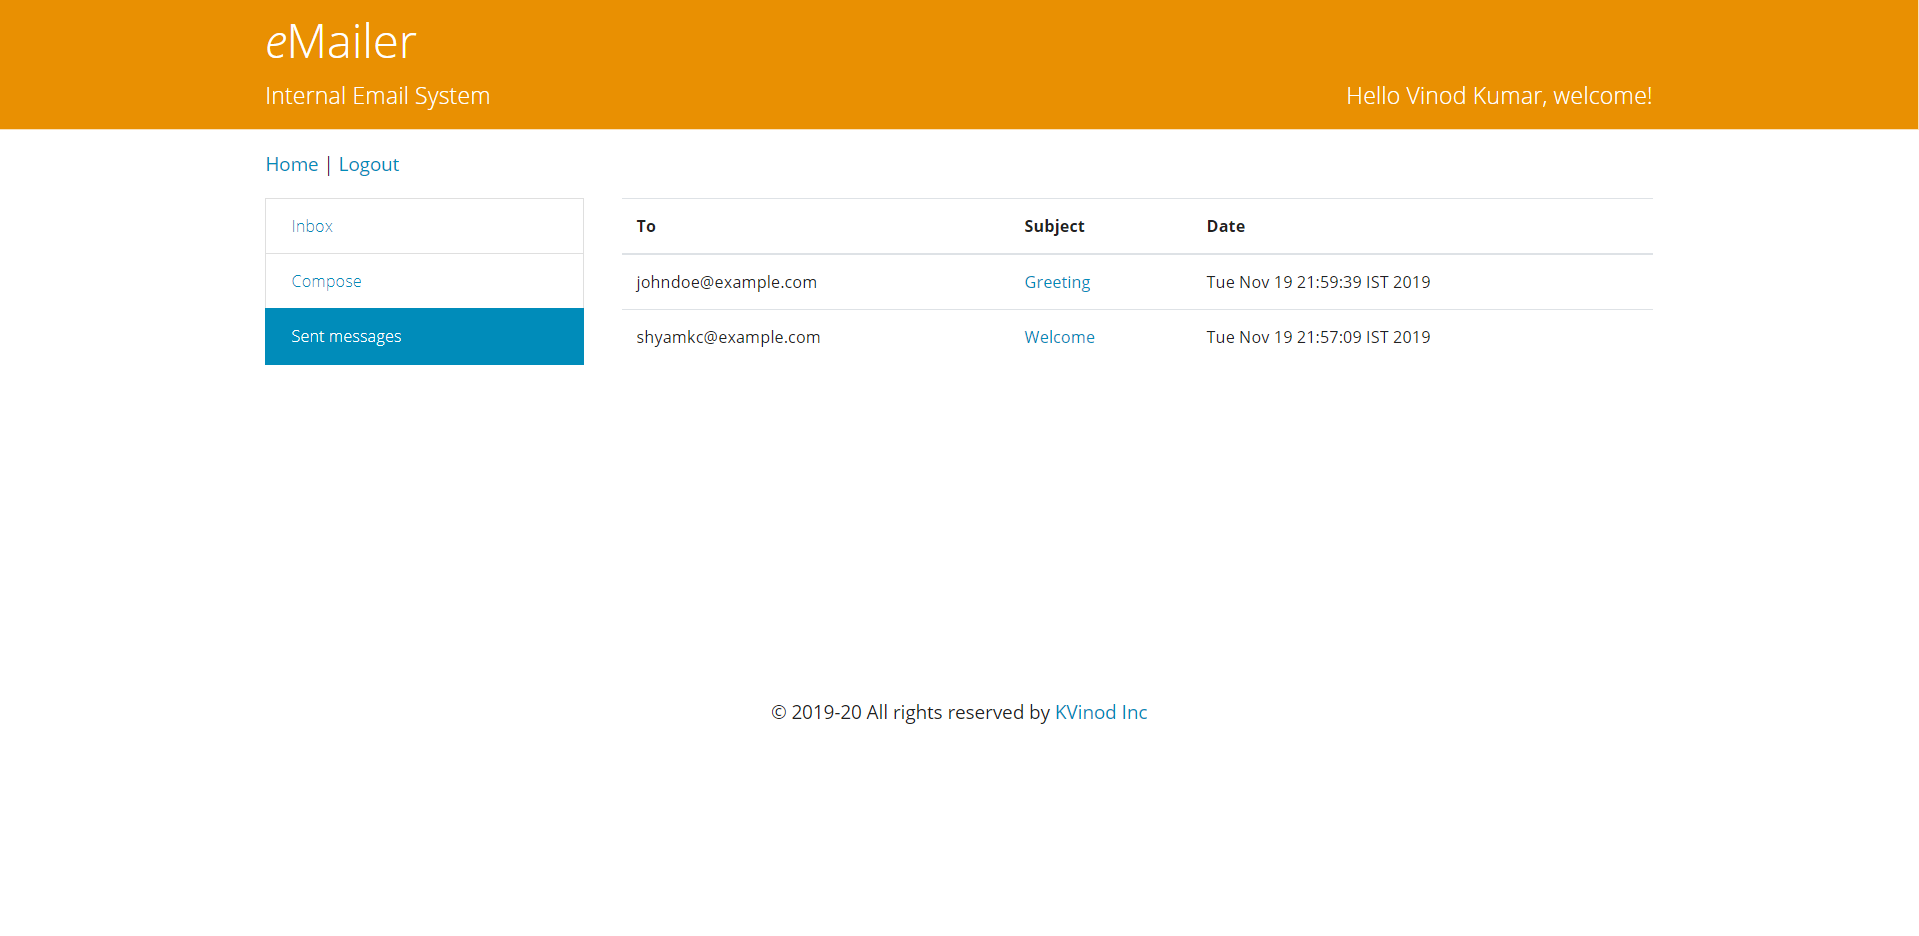 eMailer
Internal Email System
Hello Vinod Kumar, welcome!
Home | Logout
Inbox
Compose
Sent messages
To Subject Date
johndoe@example.com Greeting Tue Nov 19 21:59:39 IST 2019
shyamkc@example.com Welcome Tue Nov 19 21:57:09 IST 2019
© 2019-20 All rights reserved by KVinod Inc